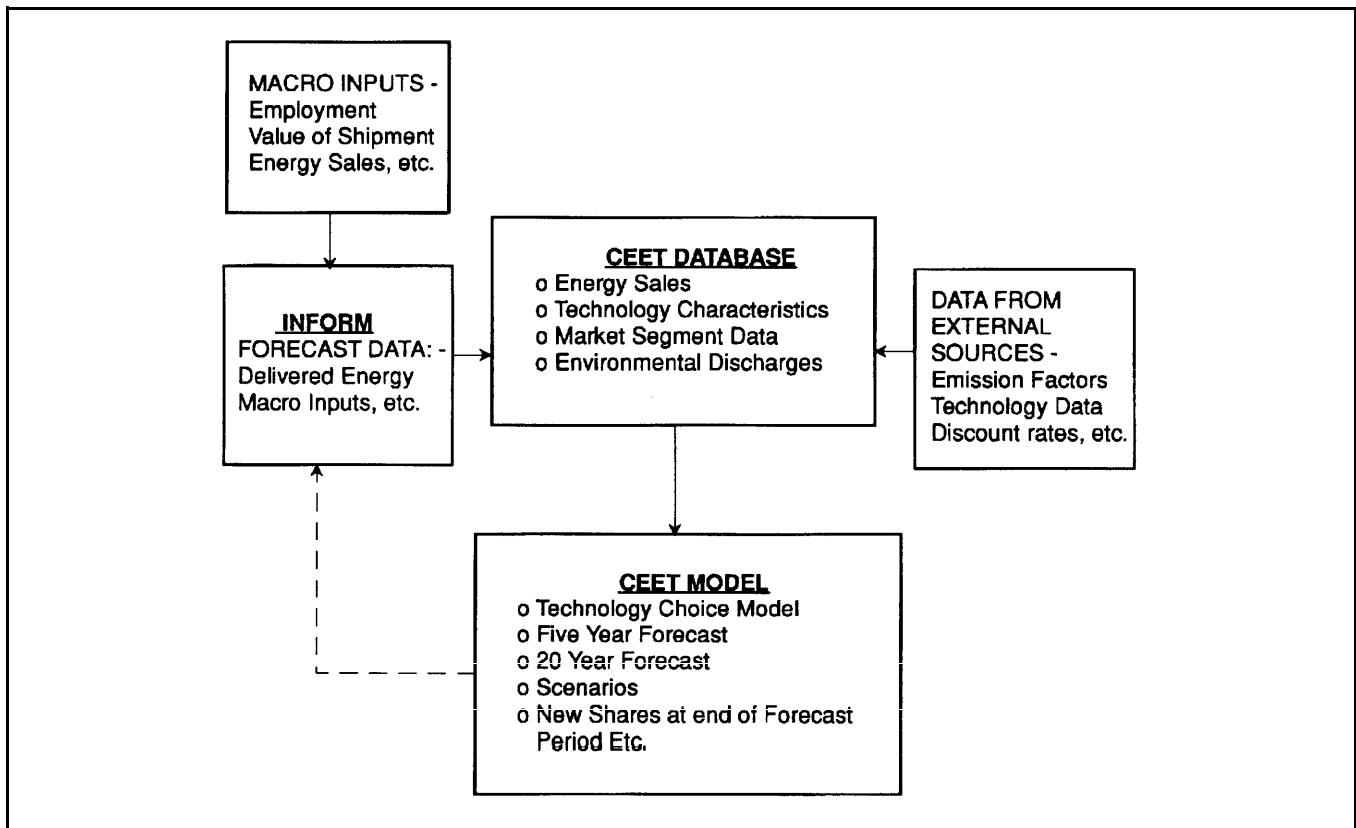 MACRO INPUTS -
Employment
Value of Shipment
Energy Sales, etc.
INFORM
FORECAST DATA: -
Delivered Energy
Macro Inputs, etc.
CEET DATABASE
o Energy Sales
o Technology Characteristics
o Market Segment Data
o Environmental Discharges
DATA FROM
EXTERNAL
SOURCES -
Emission Factors
Technology Data
Discount rates, etc.
CEET MODEL
o Technology Choice Model
o Five Year Forecast
o 20 Year Forecast
o Scenarios
o New Shares at end of Forecast
Period Etc.